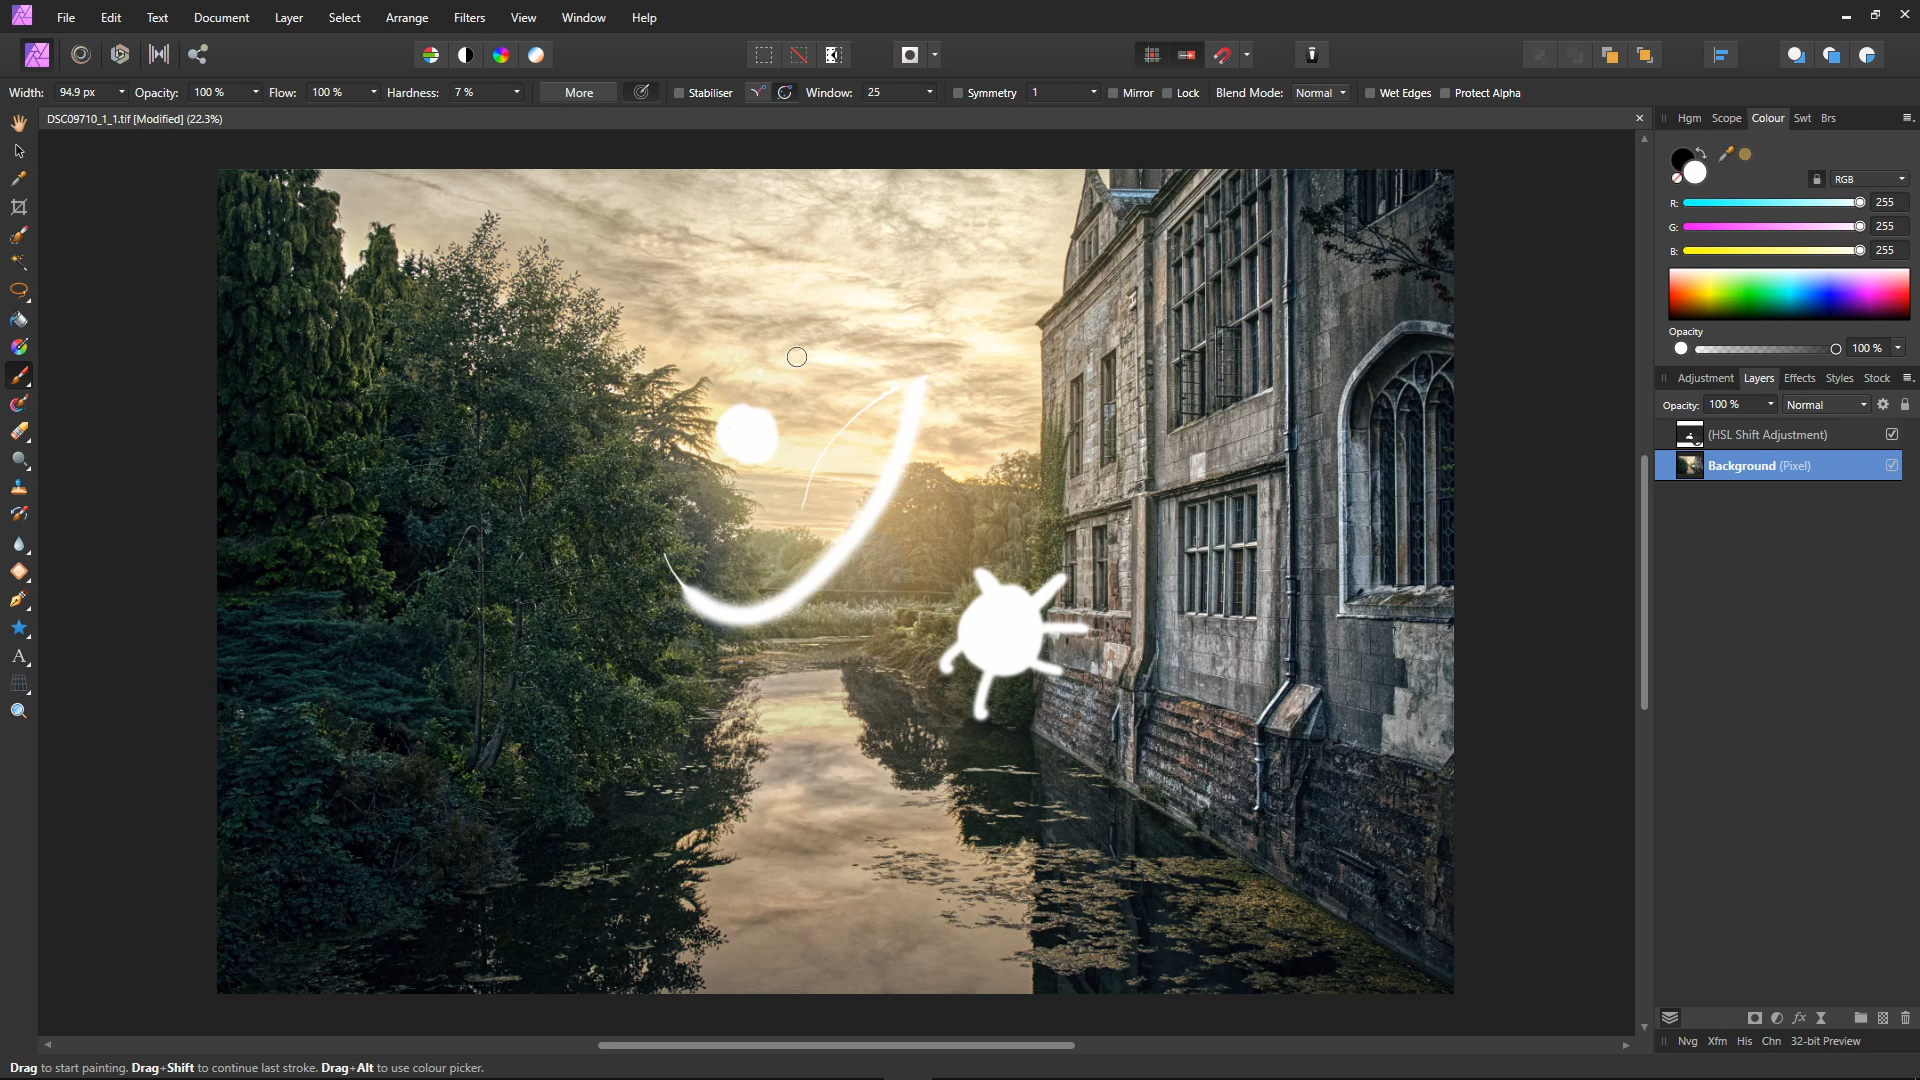 File Edit Text Document Layer Select Arrange Filters View Window Help
Width: 94.9 px Opacity: 100 % Flow: 100 % Hardness: 7 % More Stabiliser Window: 25 Symmetry 1 Mirror Lock Blend Mode: Normal Wet Edges Protect Alpha
DSC09710_1_1.tif [Modified] (22.3%)
Hgm Scope Colour Swt Brs
RGB
R: 255
G: 255
B: 255
Opacity
100 %
Adjustment Layers Effects Styles Stock
Opacity: 100 % Normal
(HSL Shift Adjustment)
Background (Pixel)
fx
Nvg Xfm His Chn 32-bit Preview
Drag to start painting. Drag+Shift to continue last stroke. Drag+Alt to use colour picker.